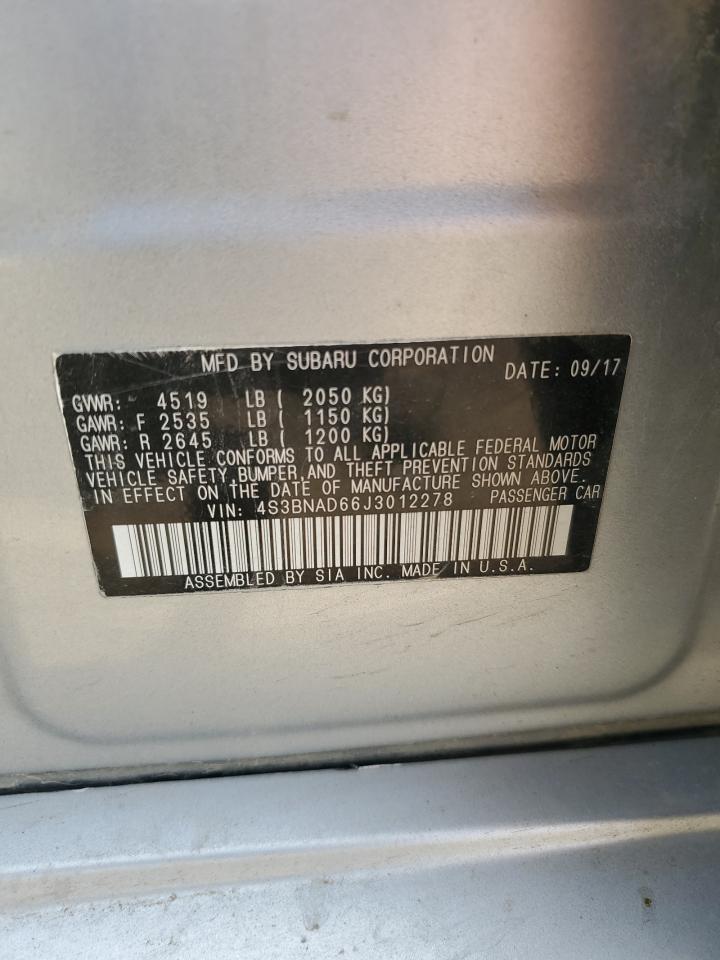 MFD BY SUBARU CORPORATION DATE: 09/17
GVWR: 4519 LB ( 2050 KG)
GAWR: F 2535 LB ( 1150 KG)
GAWR: R 2645 LB ( 1200 KG)
THIS VEHICLE CONFORMS TO ALL APPLICABLE FEDERAL MOTOR
VEHICLE SAFETY, BUMPER, AND THEFT PREVENTION STANDARDS
IN EFFECT ON THE DATE OF MANUFACTURE SHOWN ABOVE.
VIN: 4S3BNAD66J3012278 PASSENGER CAR
ASSEMBLED BY SIA INC. MADE IN U.S.A.